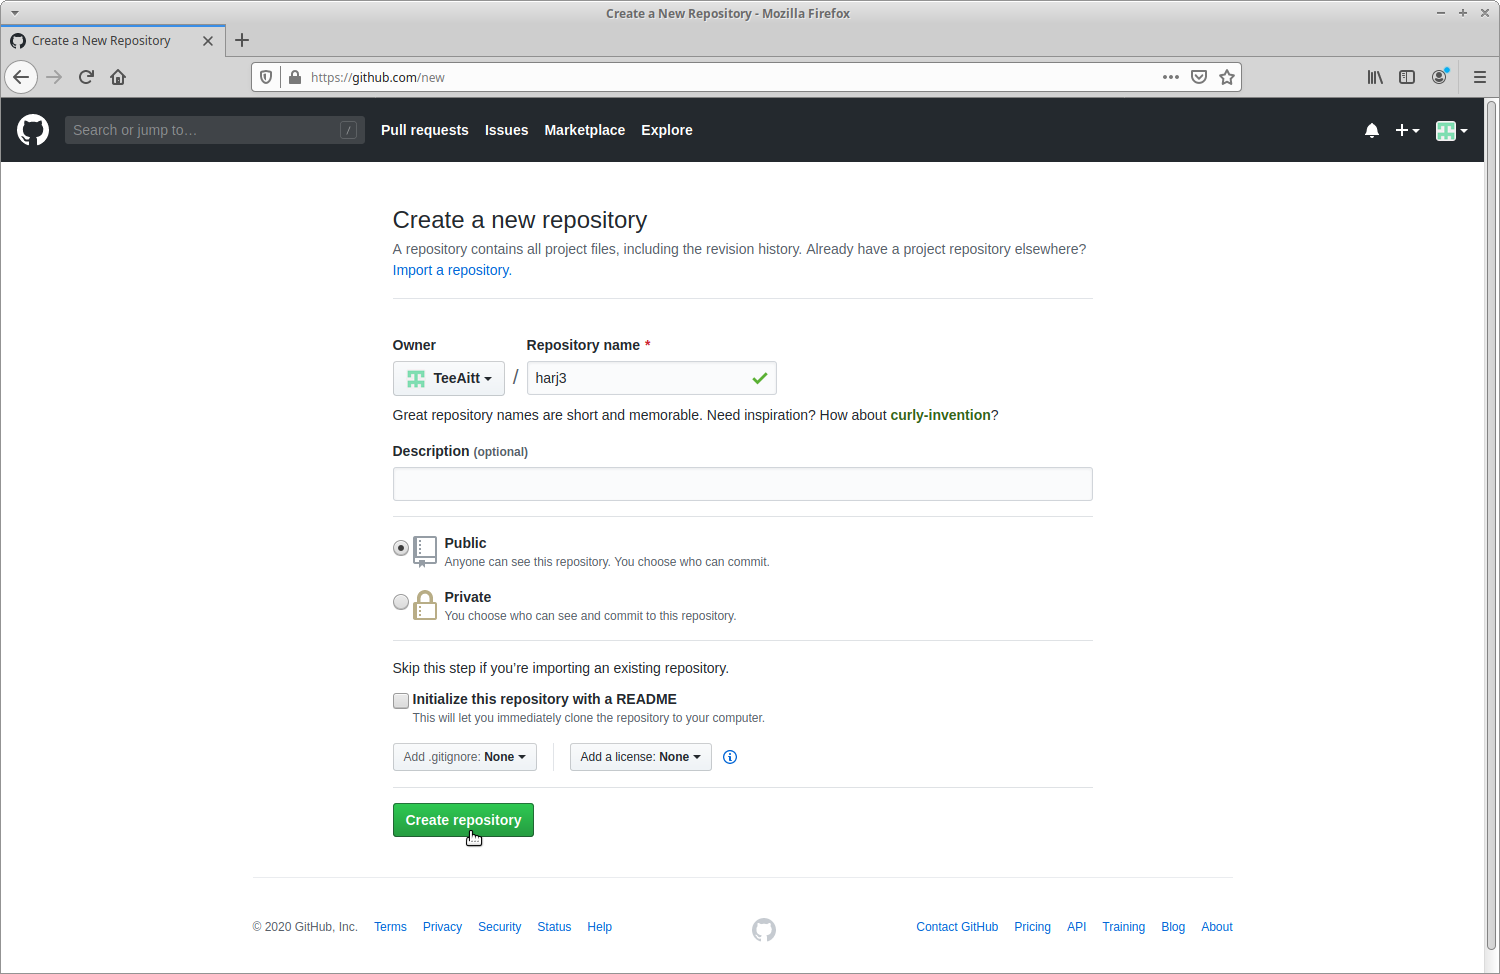 Create a New Repository - Mozilla Firefox
Create a New Repository
https://github.com/new
Search or jump to…
/
Pull requests Issues Marketplace Explore
Create a new repository
A repository contains all project files, including the revision history. Already have a project repository elsewhere?
Import a repository.
Owner Repository name *
TeeAitt / harj3
Great repository names are short and memorable. Need inspiration? How about curly-invention?
Description (optional)
Public
Anyone can see this repository. You choose who can commit.
Private
You choose who can see and commit to this repository.
Skip this step if you’re importing an existing repository.
Initialize this repository with a README
This will let you immediately clone the repository to your computer.
Add .gitignore: None Add a license: None
Create repository
© 2020 GitHub, Inc. Terms Privacy Security Status Help Contact GitHub Pricing API Training Blog About